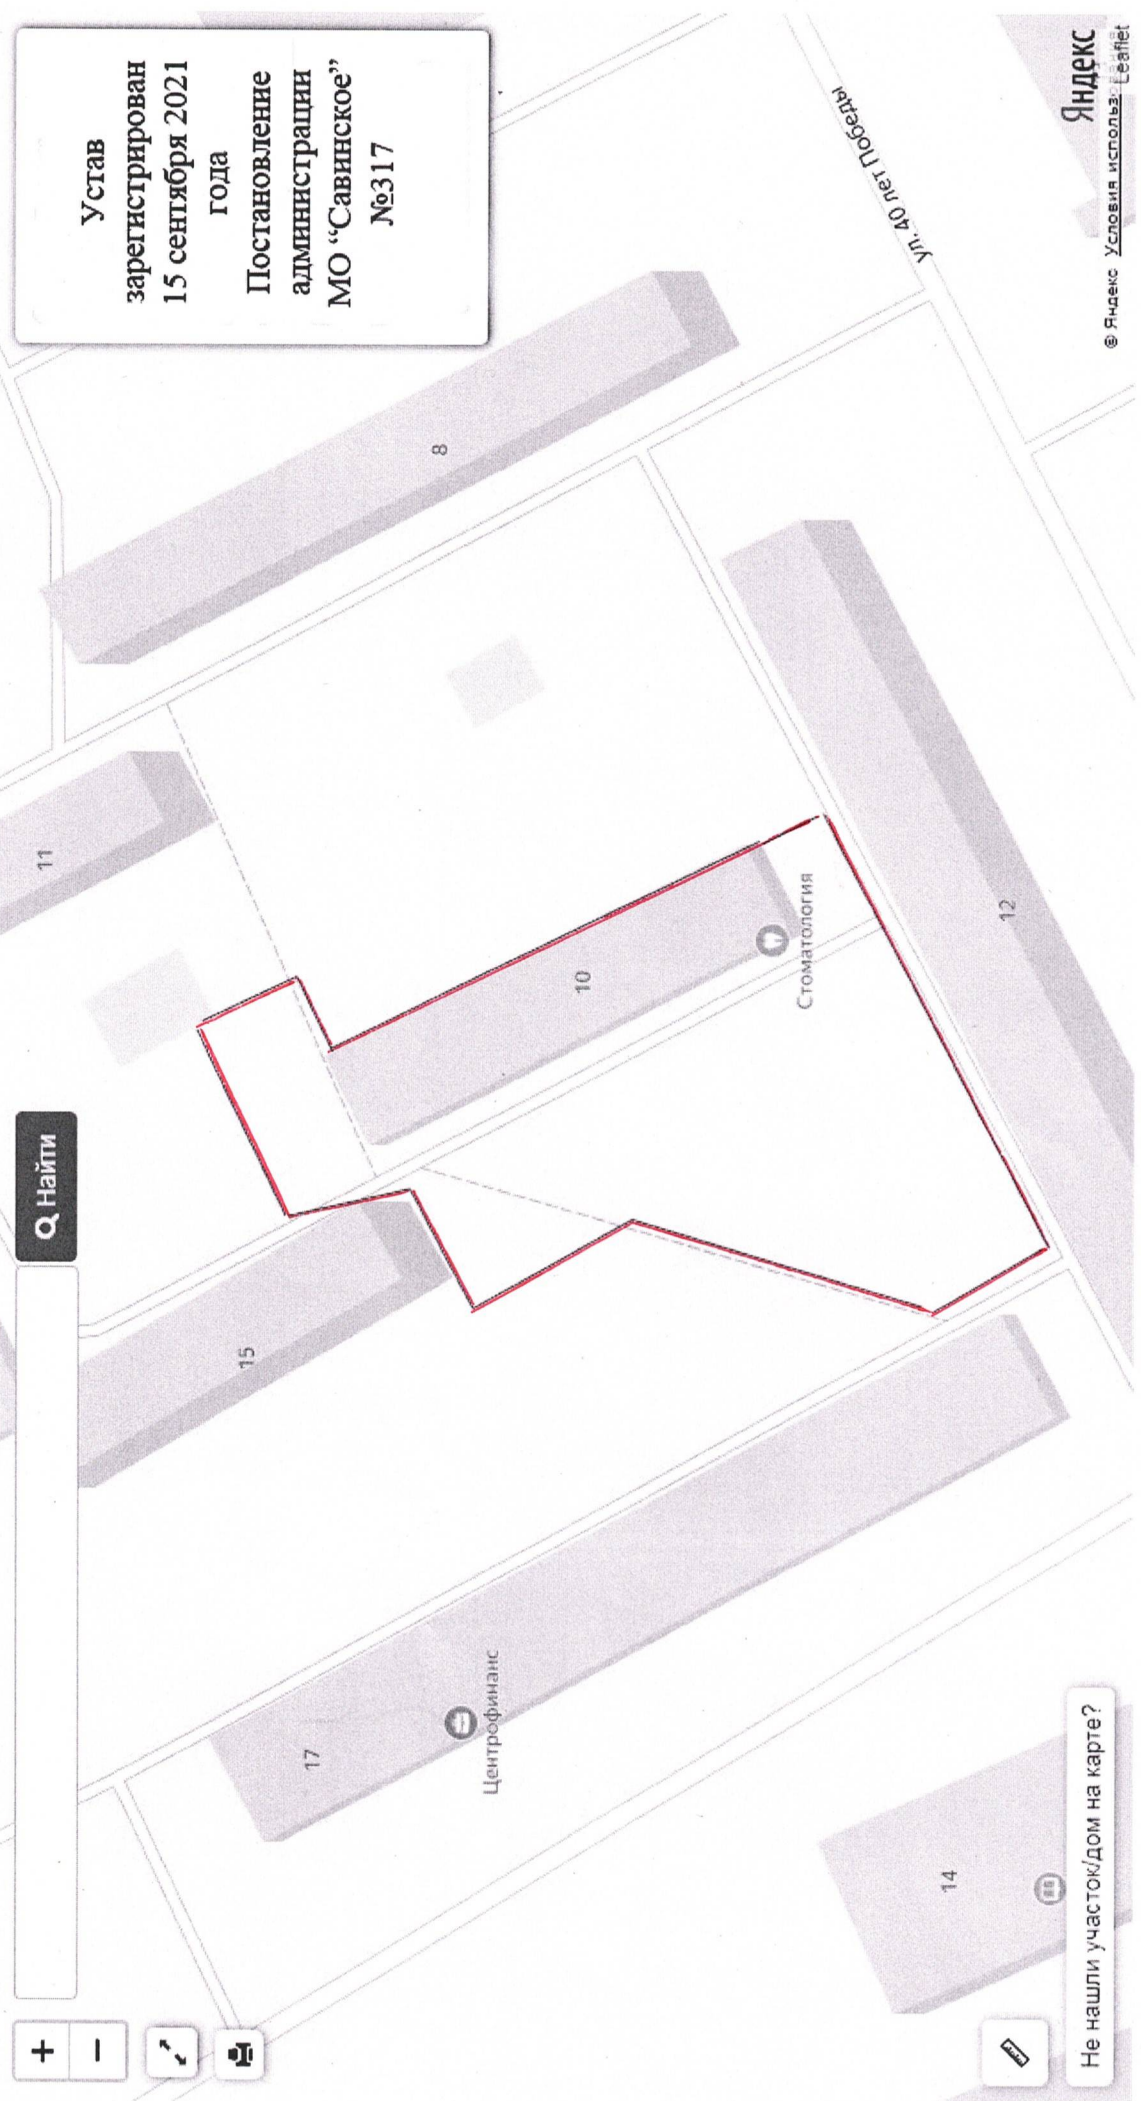 Найти
Устав
зарегистрирован
15 сентября 2021
года
Постановление
администрации
МО “Савинское”
№317
11
15
8
17
10
Центрофинанс
Стоматология
ул. 40 лет Победы
12
14
Не нашли участок/дом на карте?
Яндекс
© Яндекс Условия использования
Leaflet